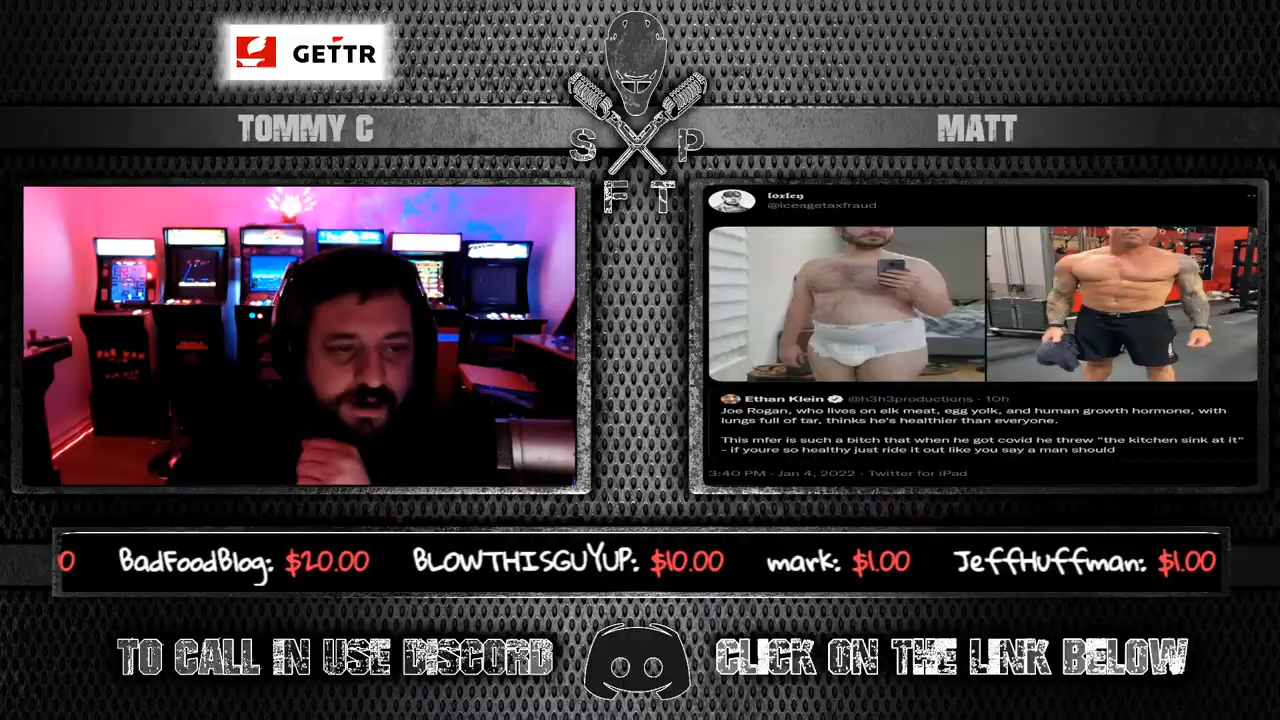 GETTR
TOMMY C
MATT
S P
F T
loxley
@iceagetaxfraud
Ethan Klein @h3h3productions · 10h
Joe Rogan, who lives on elk meat, egg yolk, and human growth hormone, with
lungs full of tar, thinks he's healthier than everyone.
This mfer is such a bitch that when he got covid he threw "the kitchen sink at it"
- if youre so healthy just ride it out like you say a man should
3:40 PM · Jan 4, 2022 · Twitter for iPad
0 BadFoodBlog: $20.00 BLOWTHISGUYUP: $10.00 mark: $1.00 JeffHuffman: $1.00
TO CALL IN USE DISCORD
CLICK ON THE LINK BELOW